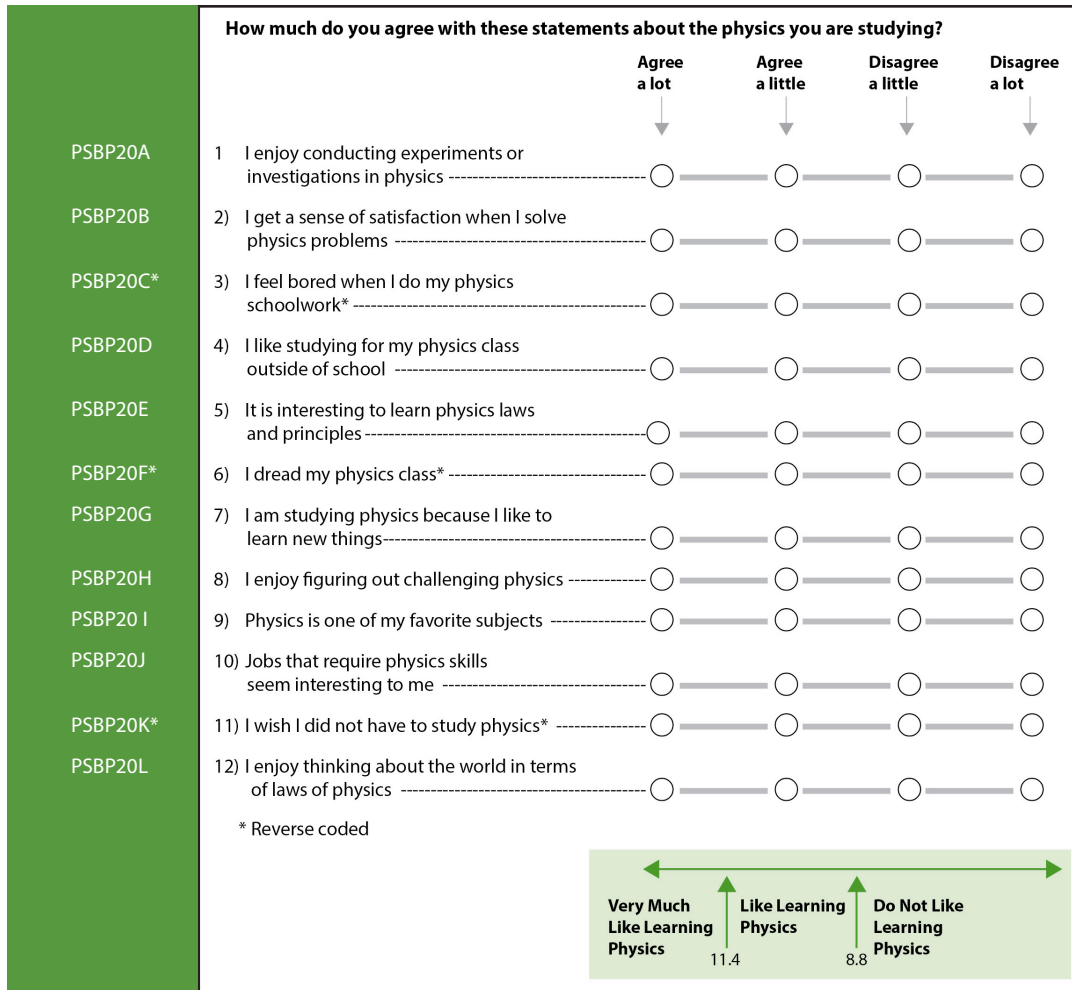 How much do you agree with these statements about the physics you are studying?
Agree a lot
Agree a little
Disagree a little
Disagree a lot
PSBP20A
1 I enjoy conducting experiments or
investigations in physics
PSBP20B
2) I get a sense of satisfaction when I solve
physics problems
PSBP20C*
3) I feel bored when I do my physics
schoolwork*
PSBP20D
4) I like studying for my physics class
outside of school
PSBP20E
5) It is interesting to learn physics laws
and principles
PSBP20F*
6) I dread my physics class*
PSBP20G
7) I am studying physics because I like to
learn new things
PSBP20H
8) I enjoy figuring out challenging physics
PSBP20 I
9) Physics is one of my favorite subjects
PSBP20J
10) Jobs that require physics skills
seem interesting to me
PSBP20K*
11) I wish I did not have to study physics*
PSBP20L
12) I enjoy thinking about the world in terms
of laws of physics
* Reverse coded
Very Much
Like Learning
Physics
11.4
Like Learning
Physics
8.8
Do Not Like
Learning
Physics